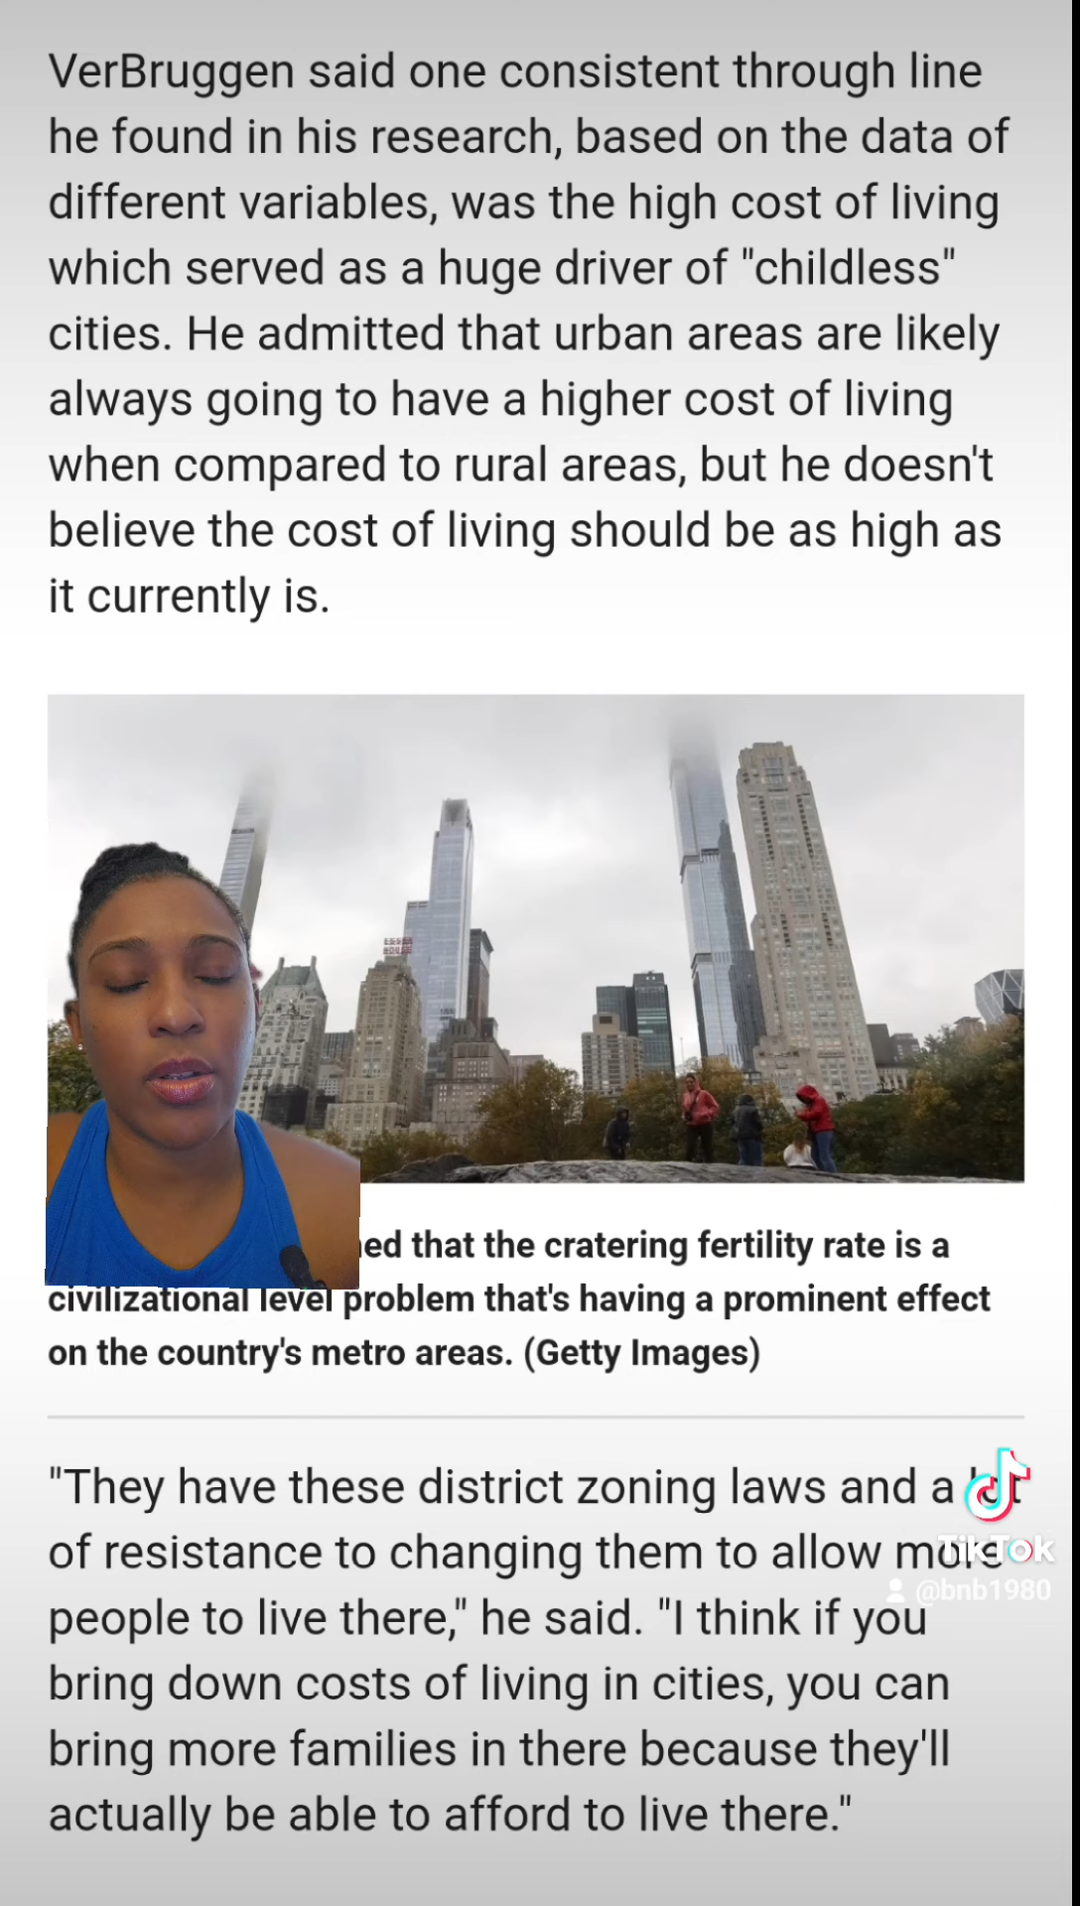 VerBruggen said one consistent through line
he found in his research, based on the data of
different variables, was the high cost of living
which served as a huge driver of "childless"
cities. He admitted that urban areas are likely
always going to have a higher cost of living
when compared to rural areas, but he doesn't
believe the cost of living should be as high as
it currently is.
ESSEX
HOUSE
that the cratering fertility rate is a
civilizational level problem that's having a prominent effect
on the country's metro areas. (Getty Images)
"They have these district zoning laws and a lot
of resistance to changing them to allow more
people to live there," he said. "I think if you
bring down costs of living in cities, you can
bring more families in there because they'll
actually be able to afford to live there."
TikTok
@bnb1980